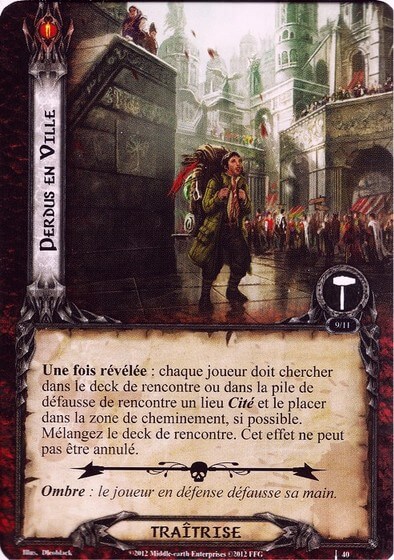 PERDUS EN VILLE
9/11
Une fois révélée : chaque joueur doit chercher
dans le deck de rencontre ou dans la pile de
défausse de rencontre un lieu Cité et le placer
dans la zone de cheminement, si possible.
Mélangez le deck de rencontre. Cet effet ne peut
pas être annulé.
Ombre : le joueur en défense défausse sa main.
TRAÎTRISE
Illus. ©2012 Middle-earth Enterprises ©2012 FFG 40